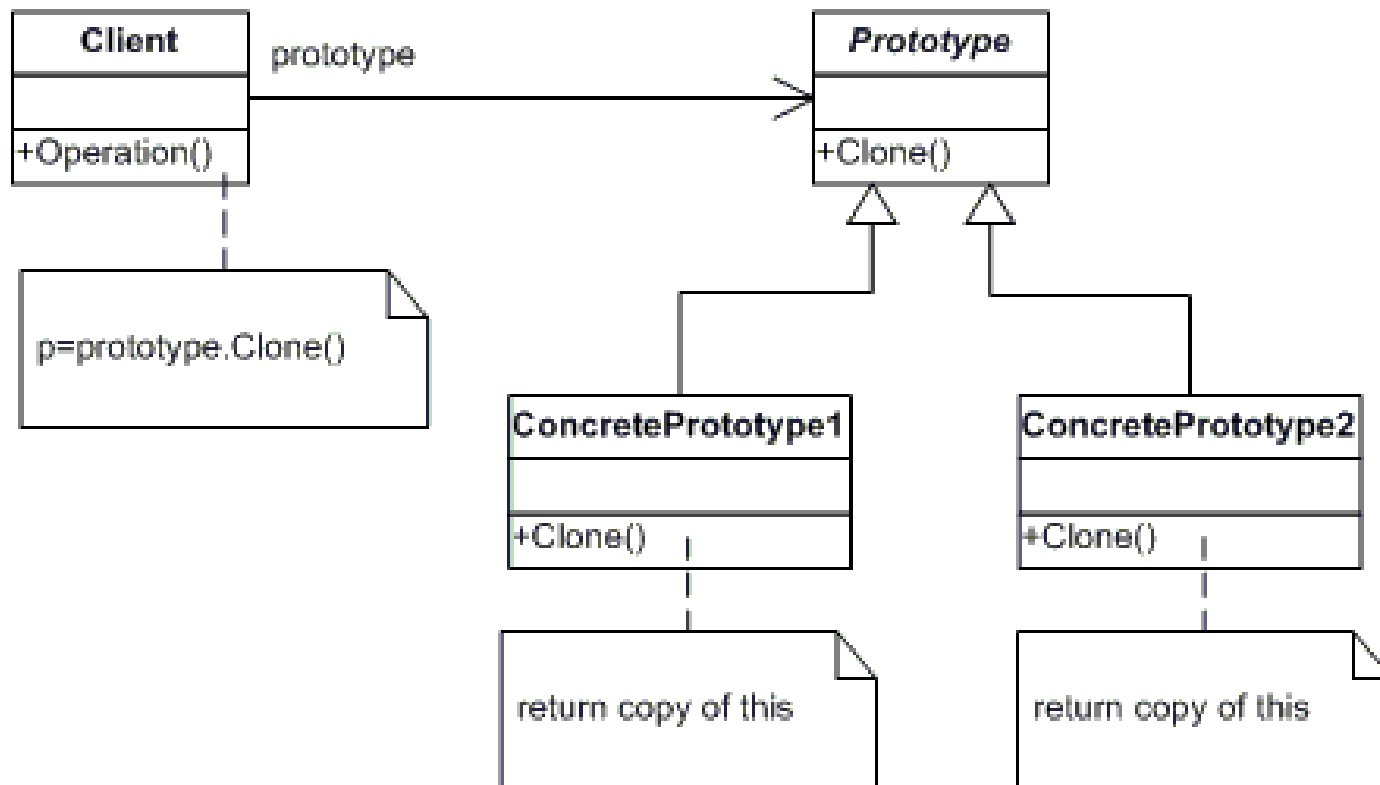 Client
prototype
Prototype
+Operation()
+Clone()
p=prototype.Clone()
ConcretePrototype1
ConcretePrototype2
+Clone()
+Clone()
return copy of this
return copy of this